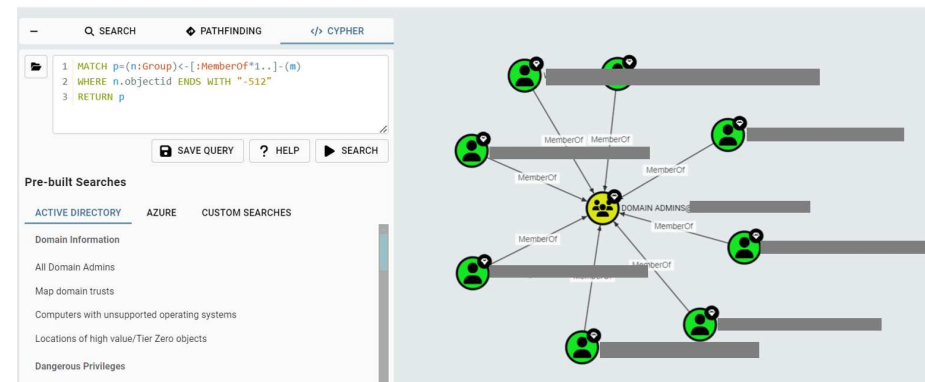 SEARCH
PATHFINDING
</> CYPHER
1 MATCH p=(n:Group)<-[:MemberOf*1..]-(m)
2 WHERE n.objectid ENDS WITH "-512"
3 RETURN p
SAVE QUERY
? HELP
SEARCH
Pre-built Searches
ACTIVE DIRECTORY
AZURE
CUSTOM SEARCHES
Domain Information
All Domain Admins
Map domain trusts
Computers with unsupported operating systems
Locations of high value/Tier Zero objects
Dangerous Privileges
MemberOf
MemberOf
MemberOf
MemberOf
DOMAIN ADMINS@
MemberOf
MemberOf
MemberOf
MemberOf